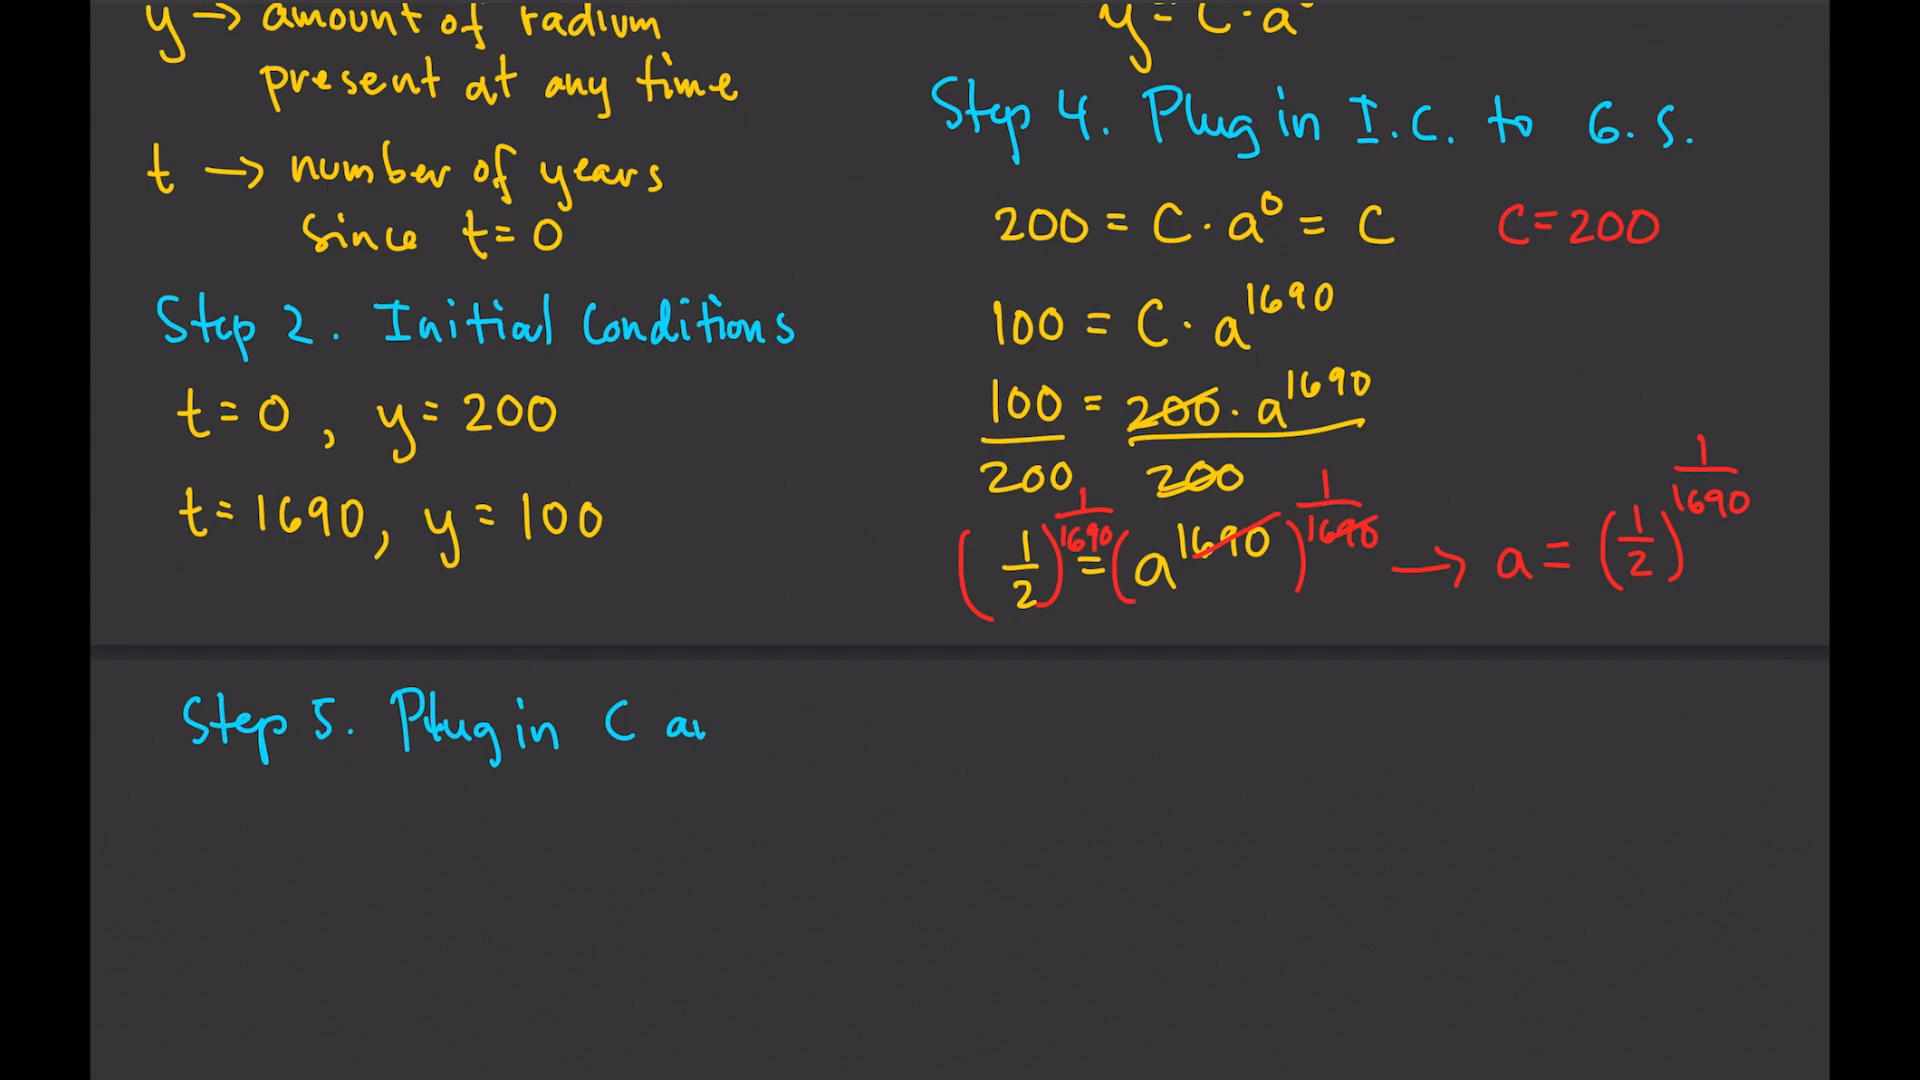 y → amount of radium
present at any time
t → number of years
since t = 0
Step 2. Initial Conditions
t = 0, y = 200
t = 1690, y = 100
y = C · a
Step 4. Plug in I.C. to G.S.
200 = C · a^0 = C C = 200
100 = C · a^1690
100/200 = 200 · a^1690/200
(1/2)^(1/1690) = (a^1690)^(1/1690) → a = (1/2)^(1/1690)
Step 5. Plug in C an